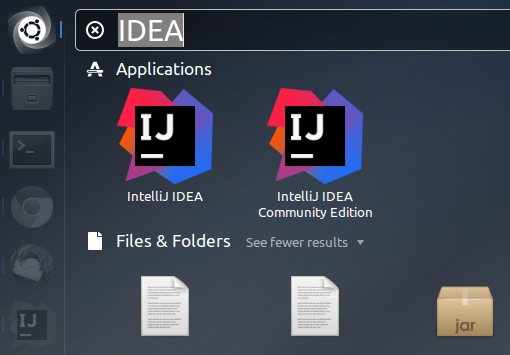 IDEA
Applications
IJ
IJ
IntelliJ IDEA
IntelliJ IDEA
Community Edition
Files & Folders See fewer results
jar
>_
IJ